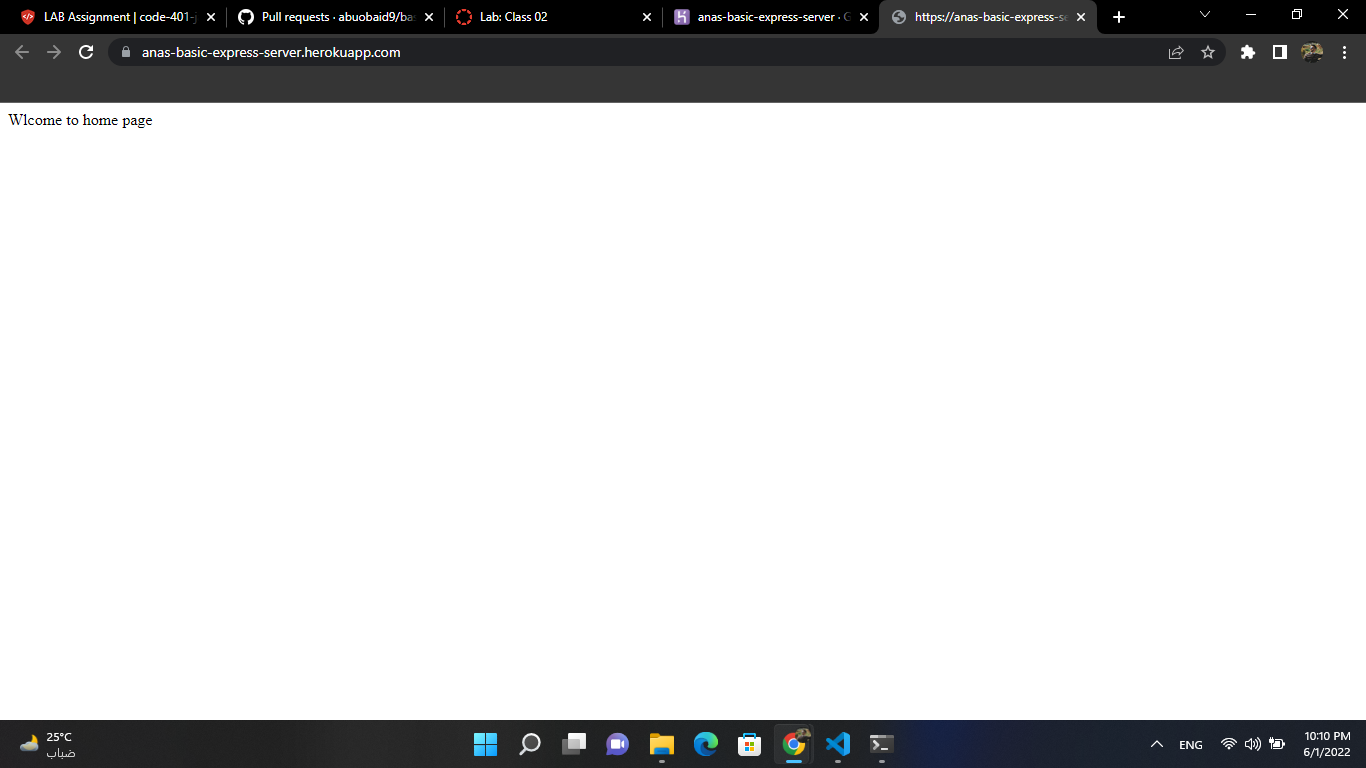 LAB Assignment | code-401-j
Pull requests · abuobaid9/bas
Lab: Class 02
anas-basic-express-server · G
https://anas-basic-express-se
anas-basic-express-server.herokuapp.com
Wlcome to home page
25°C
ضباب
ENG
10:10 PM
6/1/2022